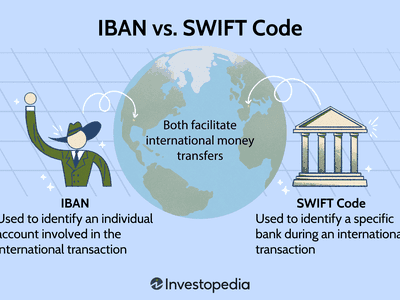 IBAN vs. SWIFT Code
Both facilitate
international money
transfers
IBAN
Used to identify an individual
account involved in the
international transaction
SWIFT Code
Used to identify a specific
bank during an international
transaction
Investopedia